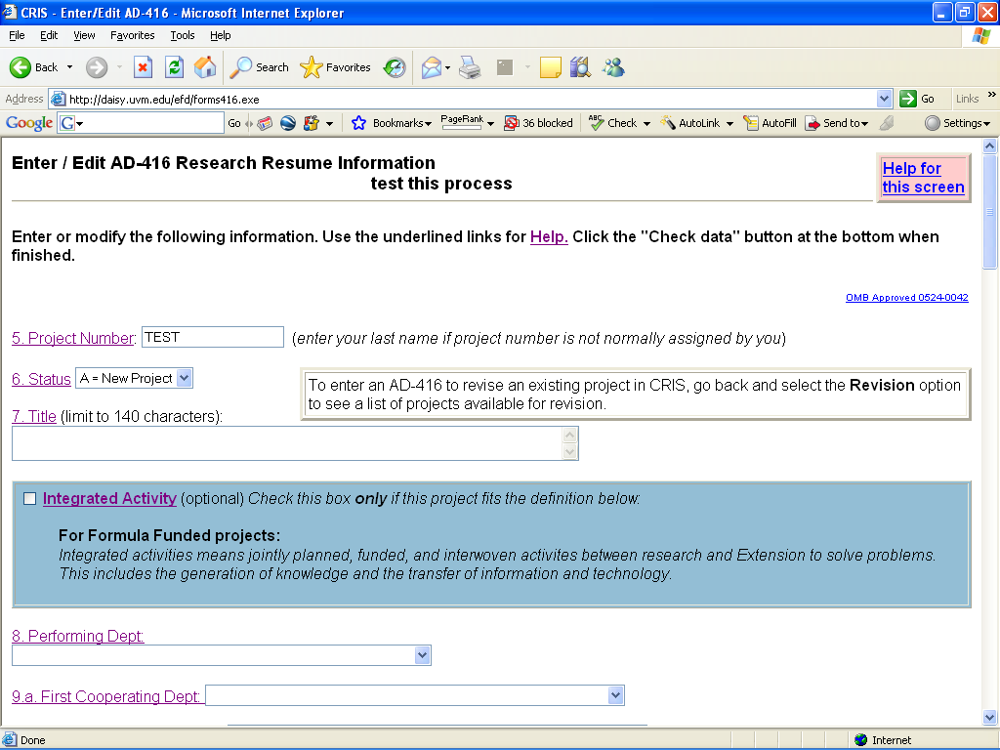 CRIS - Enter/Edit AD-416 - Microsoft Internet Explorer
File Edit View Favorites Tools Help
Back Search Favorites
Address http://daisy.uvm.edu/efd/forms416.exe Go Links »
Google G Go Bookmarks PageRank 36 blocked ABC Check AutoLink AutoFill Send to Settings
Enter / Edit AD-416 Research Resume Information
test this process
Help for
this screen
Enter or modify the following information. Use the underlined links for Help. Click the "Check data" button at the bottom when
finished.
OMB Approved 0524-0042
5. Project Number: TEST (enter your last name if project number is not normally assigned by you)
6. Status A = New Project
To enter an AD-416 to revise an existing project in CRIS, go back and select the Revision option
to see a list of projects available for revision.
7. Title (limit to 140 characters):
Integrated Activity (optional) Check this box only if this project fits the definition below:
For Formula Funded projects:
Integrated activities means jointly planned, funded, and interwoven activites between research and Extension to solve problems.
This includes the generation of knowledge and the transfer of information and technology.
8. Performing Dept:
9.a. First Cooperating Dept:
Done Internet